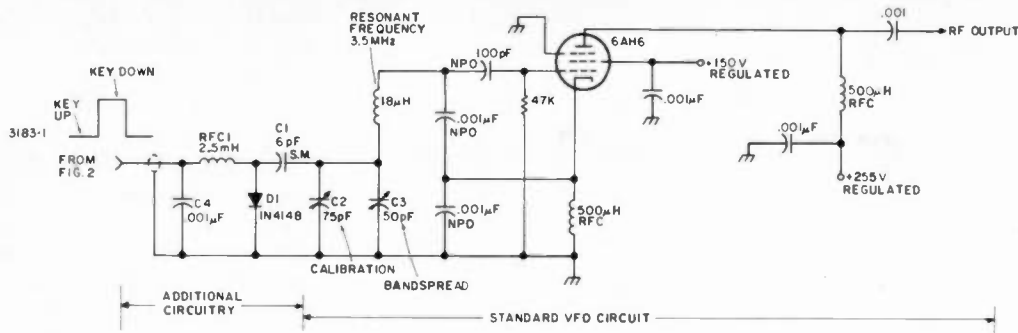 RESONANT
FREQUENCY
3.5MHz
.001
RF OUTPUT
6AH6
100pF
NPO
+150V
REGULATED
KEY DOWN
KEY
UP
3183-1
FROM
FIG. 2
RFC1
2.5mH
C1
6pF
S.M.
18µH
.001µF
NPO
47K
.001µF
500µH
RFC
.001µF
+255V
REGULATED
C4
.001µF
D1
1N4148
C2
75pF
C3
50pF
.001µF
NPO
500µH
RFC
CALIBRATION
BANDSPREAD
ADDITIONAL
CIRCUITRY
STANDARD VFO CIRCUIT